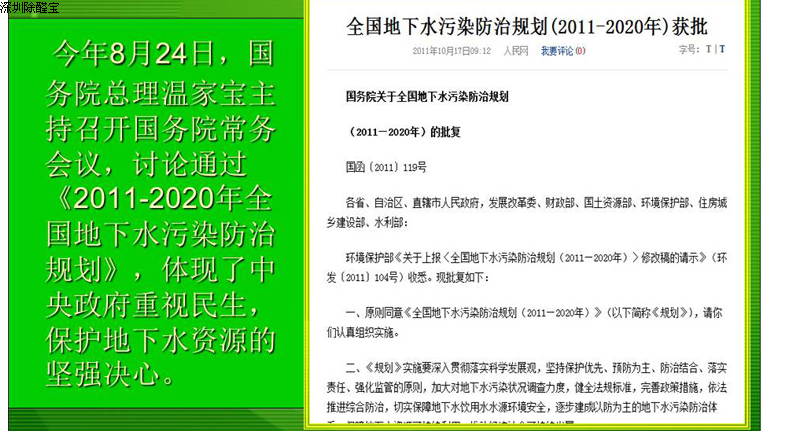 深圳除醛宝
今年8月24日，国
务院总理温家宝主
持召开国务院常务
会议，讨论通过
《2011-2020年全
国地下水污染防治
规划》，体现了中
央政府重视民生，
保护地下水资源的
坚强决心。
全国地下水污染防治规划(2011-2020年)获批
2011年10月17日09:12 人民网 我要评论(0) 字号：T|T
国务院关于全国地下水污染防治规划
（2011－2020年）的批复
国函〔2011〕119号
各省、自治区、直辖市人民政府，发展改革委、财政部、国土资源部、环境保护部、住房城
乡建设部、水利部：
环境保护部《关于上报〈全国地下水污染防治规划（2011－2020年）〉修改稿的请示》（环
发〔2011〕104号）收悉。现批复如下：
一、原则同意《全国地下水污染防治规划（2011－2020年）》（以下简称《规划》），请你
们认真组织实施。
二、《规划》实施要深入贯彻落实科学发展观，坚持保护优先、预防为主、防治结合、落实
责任、强化监管的原则，加大对地下水污染状况调查力度，健全法规标准，完善政策措施，依法
推进综合防治，切实保障地下水饮用水水源环境安全，逐步建成以防为主的地下水污染防治体